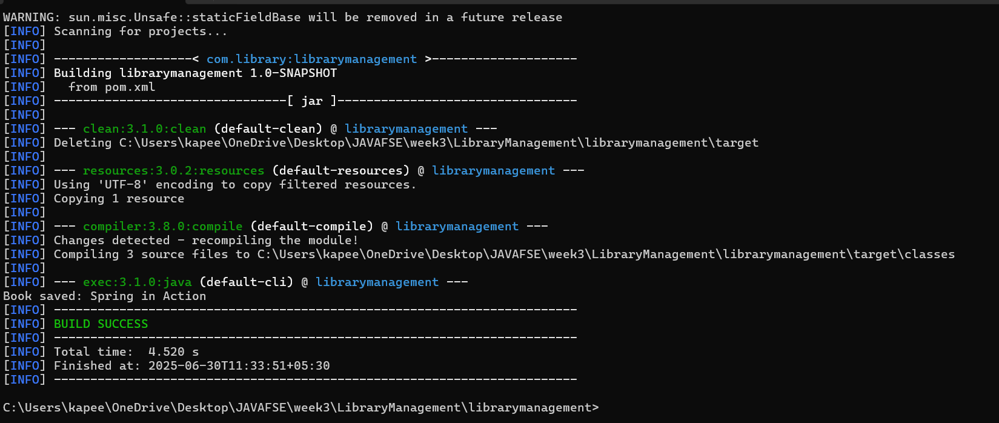 WARNING: sun.misc.Unsafe::staticFieldBase will be removed in a future release
[INFO] Scanning for projects...
[INFO]
[INFO] -------------------< com.library:librarymanagement >--------------------
[INFO] Building librarymanagement 1.0-SNAPSHOT
[INFO]   from pom.xml
[INFO] --------------------------------[ jar ]---------------------------------
[INFO]
[INFO] --- clean:3.1.0:clean (default-clean) @ librarymanagement ---
[INFO] Deleting C:\Users\kapee\OneDrive\Desktop\JAVAFSE\week3\LibraryManagement\librarymanagement\target
[INFO]
[INFO] --- resources:3.0.2:resources (default-resources) @ librarymanagement ---
[INFO] Using 'UTF-8' encoding to copy filtered resources.
[INFO] Copying 1 resource
[INFO]
[INFO] --- compiler:3.8.0:compile (default-compile) @ librarymanagement ---
[INFO] Changes detected - recompiling the module!
[INFO] Compiling 3 source files to C:\Users\kapee\OneDrive\Desktop\JAVAFSE\week3\LibraryManagement\librarymanagement\target\classes
[INFO]
[INFO] --- exec:3.1.0:java (default-cli) @ librarymanagement ---
Book saved: Spring in Action
[INFO] ------------------------------------------------------------------------
[INFO] BUILD SUCCESS
[INFO] ------------------------------------------------------------------------
[INFO] Total time:  4.520 s
[INFO] Finished at: 2025-06-30T11:33:51+05:30
[INFO] ------------------------------------------------------------------------
C:\Users\kapee\OneDrive\Desktop\JAVAFSE\week3\LibraryManagement\librarymanagement>